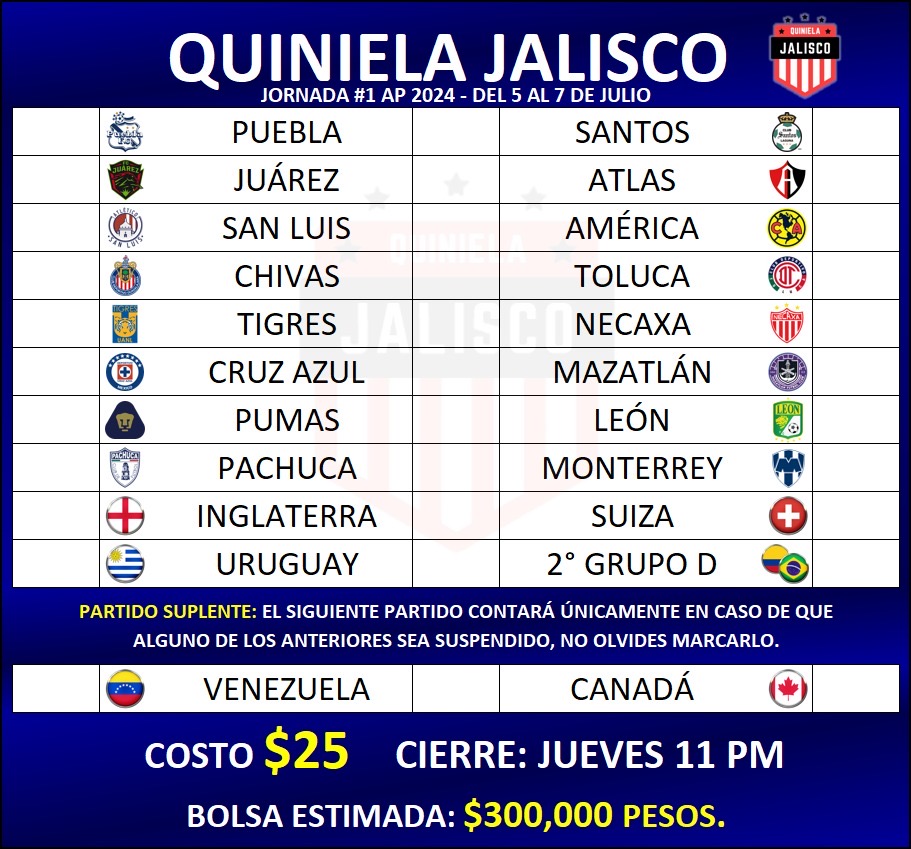 QUINIELA JALISCO
QUINIELA
JALISCO
JORNADA #1 AP 2024 - DEL 5 AL 7 DE JULIO
PUEBLA SANTOS
JUÁREZ ATLAS
SAN LUIS AMÉRICA
QUINIELA
CHIVAS TOLUCA
JALISCO
TIGRES NECAXA
CRUZ AZUL MAZATLÁN
PUMAS LEÓN
PACHUCA MONTERREY
INGLATERRA SUIZA
URUGUAY 2° GRUPO D
PARTIDO SUPLENTE: EL SIGUIENTE PARTIDO CONTARÁ ÚNICAMENTE EN CASO DE QUE
ALGUNO DE LOS ANTERIORES SEA SUSPENDIDO, NO OLVIDES MARCARLO.
VENEZUELA CANADÁ
COSTO $25 CIERRE: JUEVES 11 PM
BOLSA ESTIMADA: $300,000 PESOS.